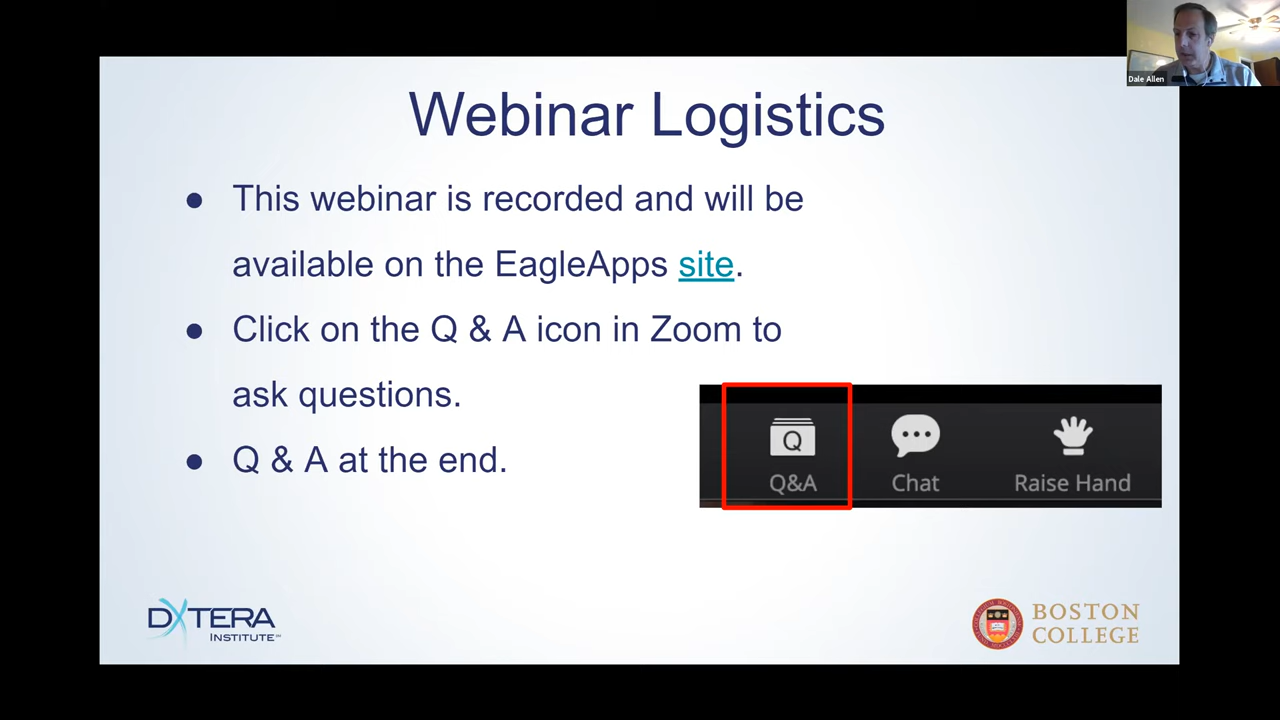 Dale Allen
Webinar Logistics
● This webinar is recorded and will be
available on the EagleApps site.
● Click on the Q & A icon in Zoom to
ask questions.
● Q & A at the end.
Q
Q&A
Chat
Raise Hand
DXTERA
INSTITUTE
BOSTON
COLLEGE